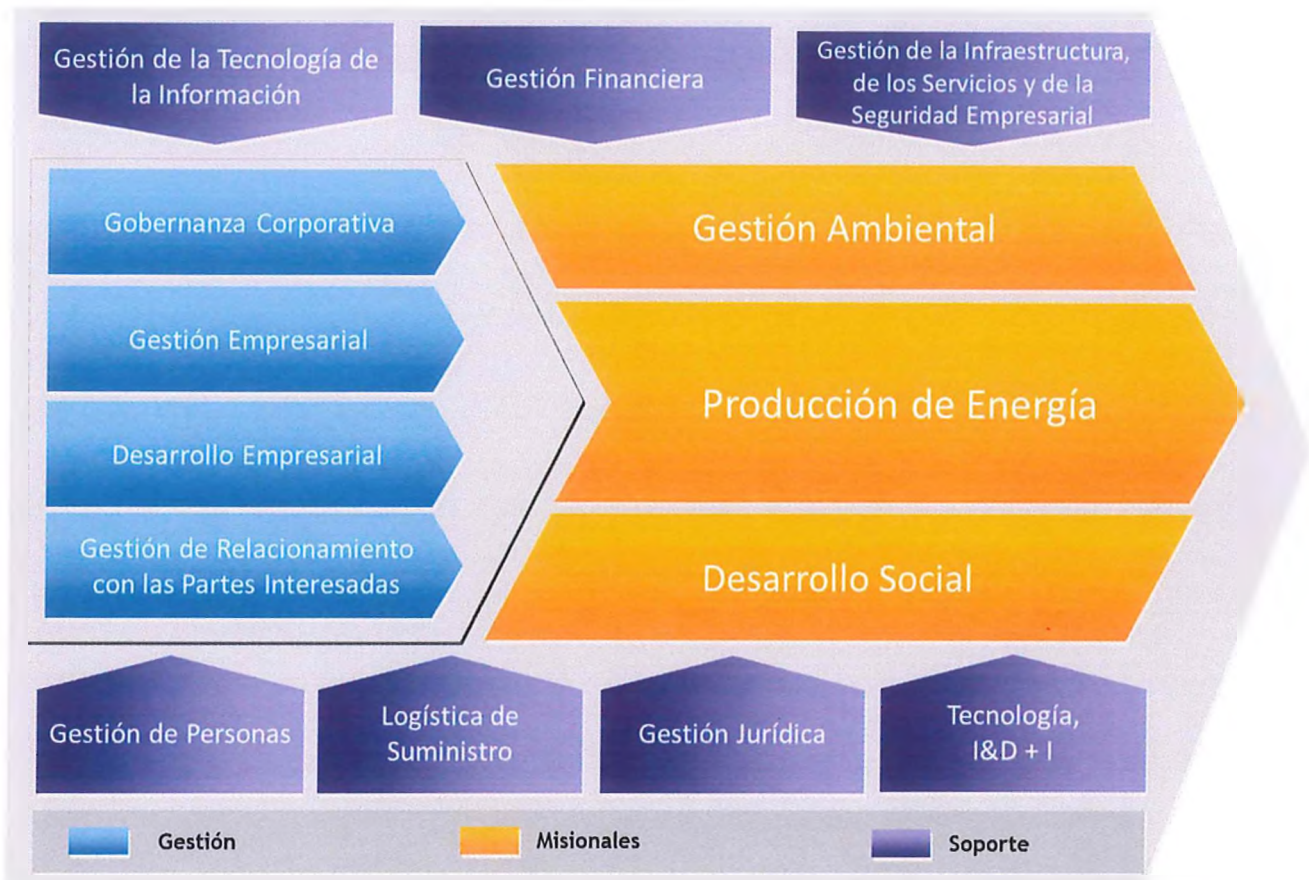 Gestión de la Tecnología de
la Información
Gestión Financiera
Gestión de la Infraestructura,
de los Servicios y de la
Seguridad Empresarial
Gobernanza Corporativa
Gestión Empresarial
Desarrollo Empresarial
Gestión de Relacionamiento
con las Partes Interesadas
Gestión Ambiental
Producción de Energía
Desarrollo Social
Gestión de Personas
Logística de
Suministro
Gestión Jurídica
Tecnología,
I&D + I
Gestión
Misionales
Soporte